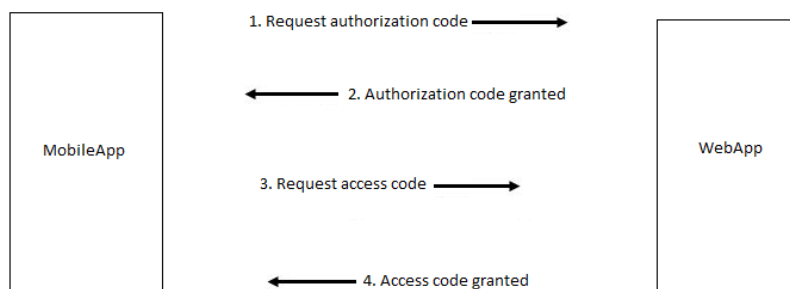 1. Request authorization code
2. Authorization code granted
MobileApp
WebApp
3. Request access code
4. Access code granted